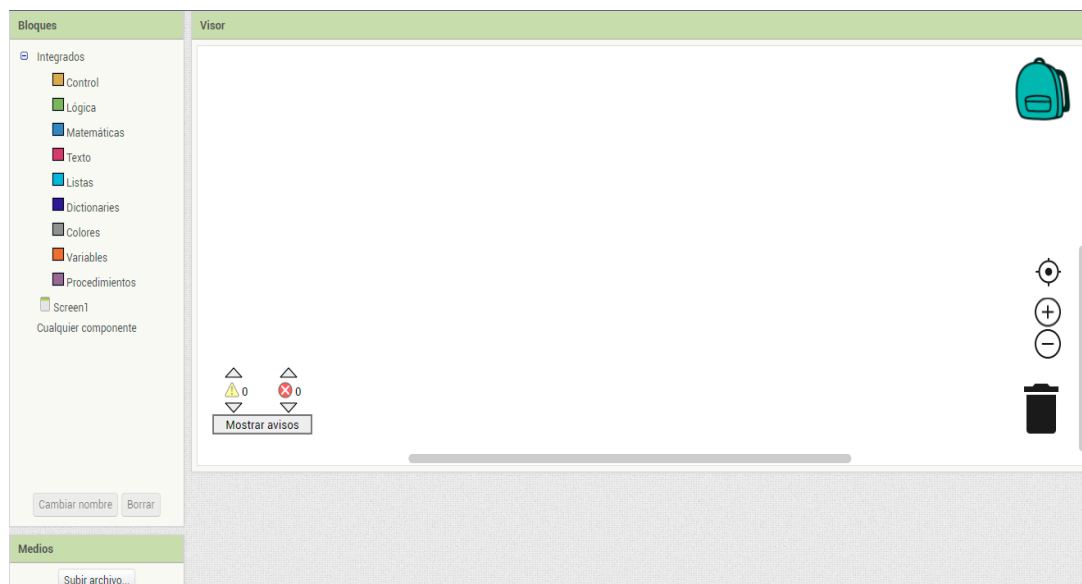 Bloques
Integrados
Control
Lógica
Matemáticas
Texto
Listas
Dictionaries
Colores
Variables
Procedimientos
Screen1
Cualquier componente
Cambiar nombre Borrar
Medios
Subir archivo...
Visor
0 0
Mostrar avisos